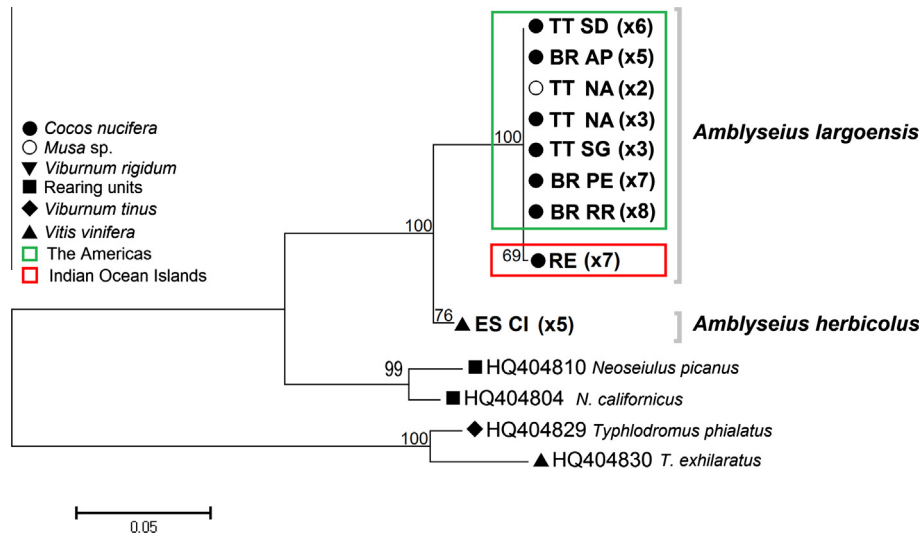 TT SD (x6)
BR AP (x5)
TT NA (x2)
TT NA (x3)
TT SG (x3)
BR PE (x7)
BR RR (x8)
100
Amblyseius largoensis
69
RE (x7)
100
76
ES CI (x5)
Amblyseius herbicolus
99
HQ404810 Neoseiulus picanus
HQ404804 N. californicus
100
HQ404829 Typhlodromus phialatus
HQ404830 T. exhilaratus
Cocos nucifera
Musa sp.
Viburnum rigidum
Rearing units
Viburnum tinus
Vitis vinifera
The Americas
Indian Ocean Islands
0.05